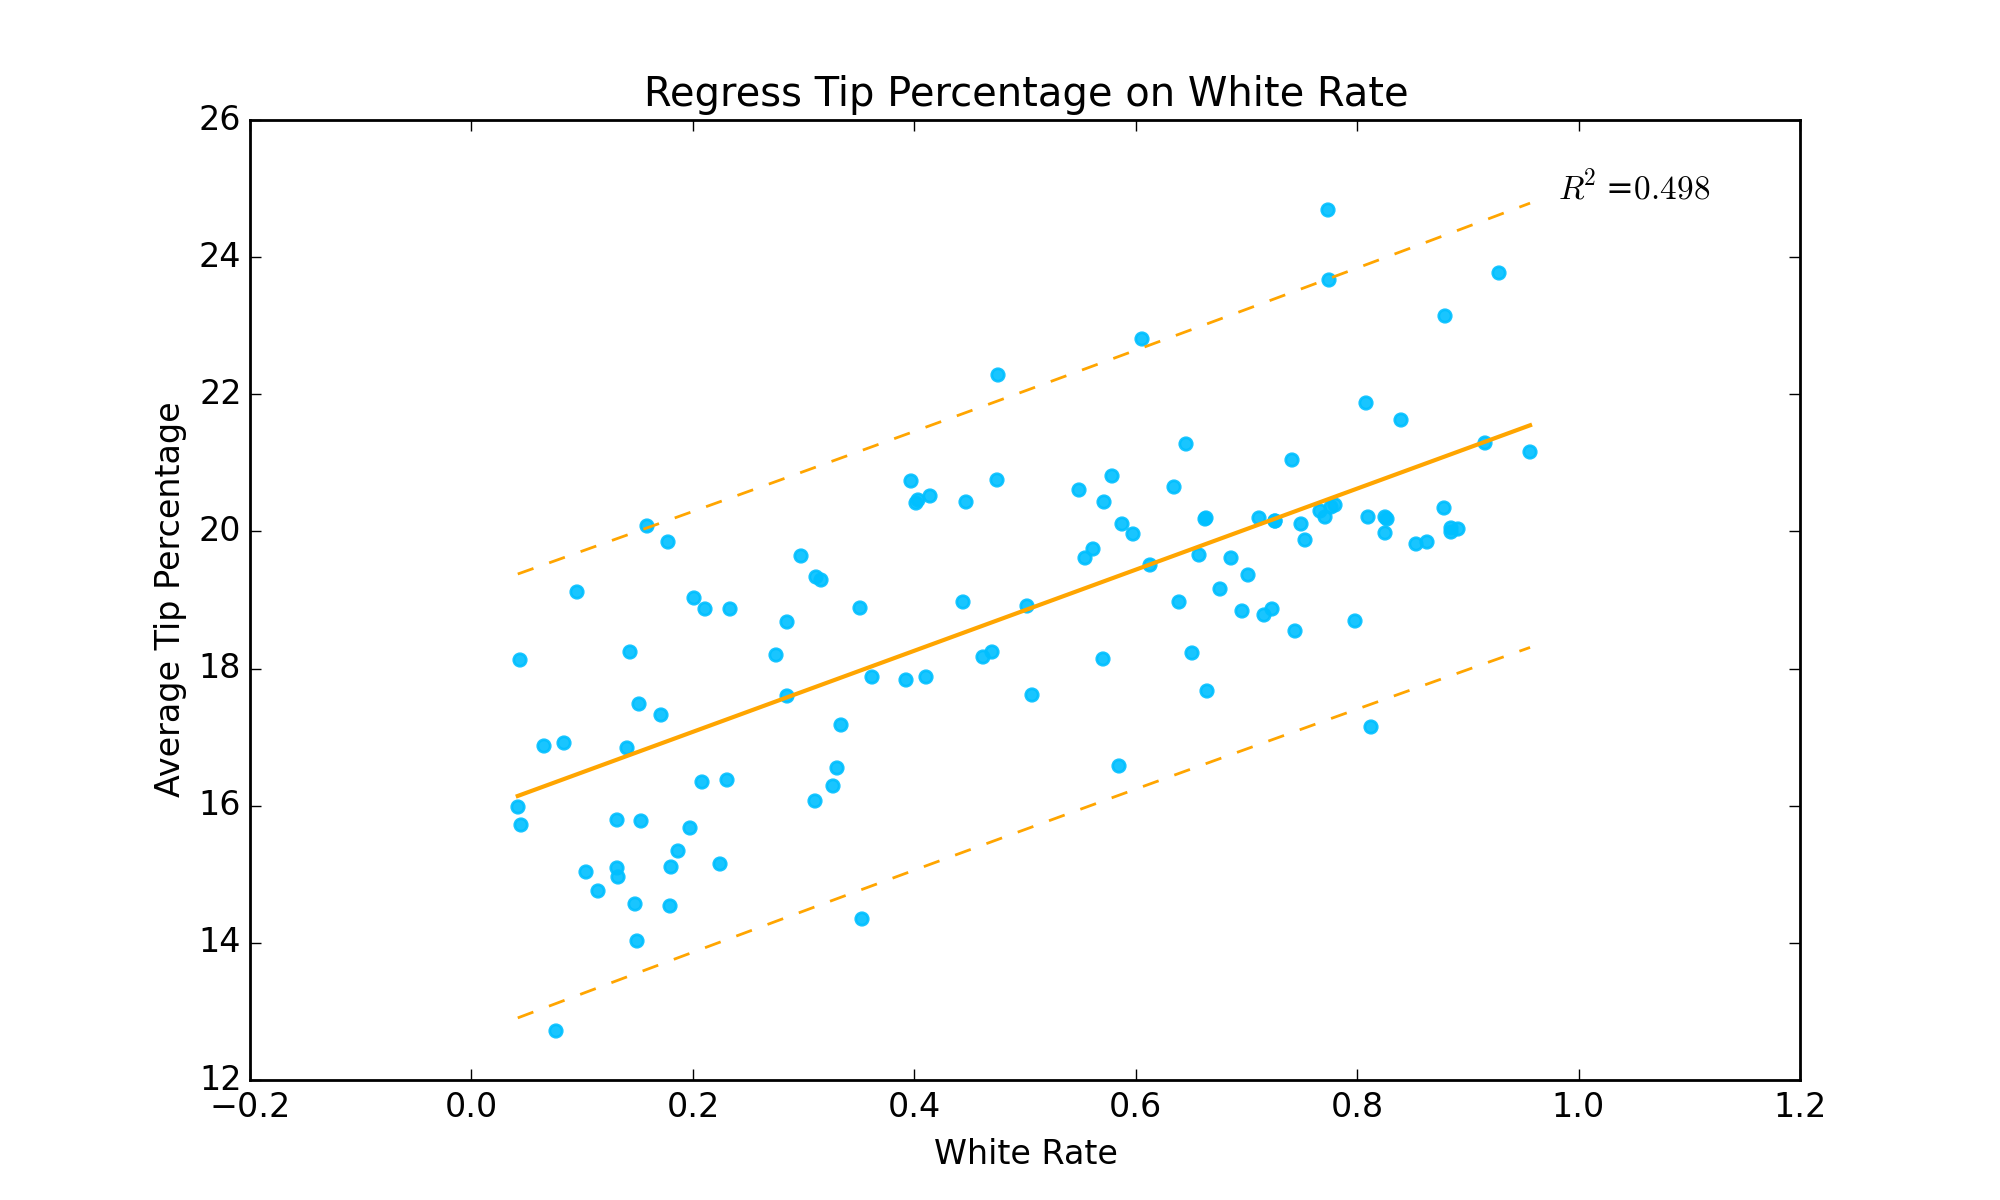 Regress Tip Percentage on White Rate
26
24
22
20
18
16
14
12
Average Tip Percentage
R² =0.498
−0.2 0.0 0.2 0.4 0.6 0.8 1.0 1.2
White Rate